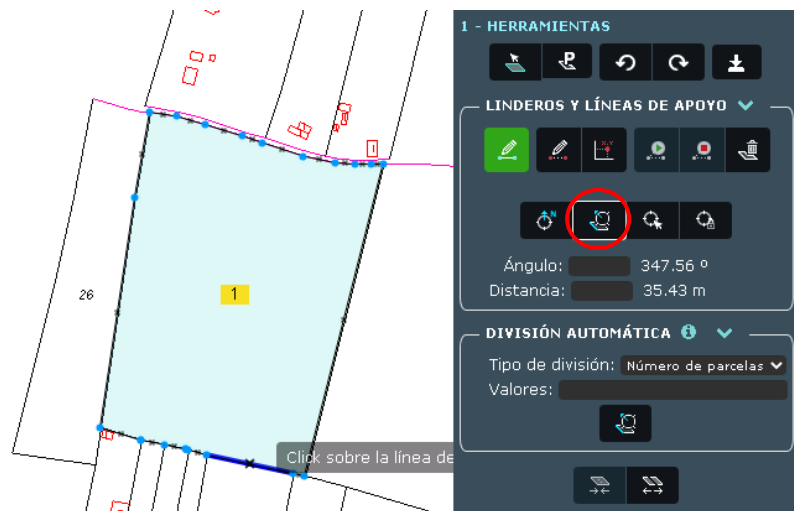 1 - HERRAMIENTAS
P
LINDEROS Y LÍNEAS DE APOYO
X,Y
N
Ángulo: 347.56 º
Distancia: 35.43 m
DIVISIÓN AUTOMÁTICA
Tipo de división: Número de parcelas
Valores:
26
1
Click sobre la línea de